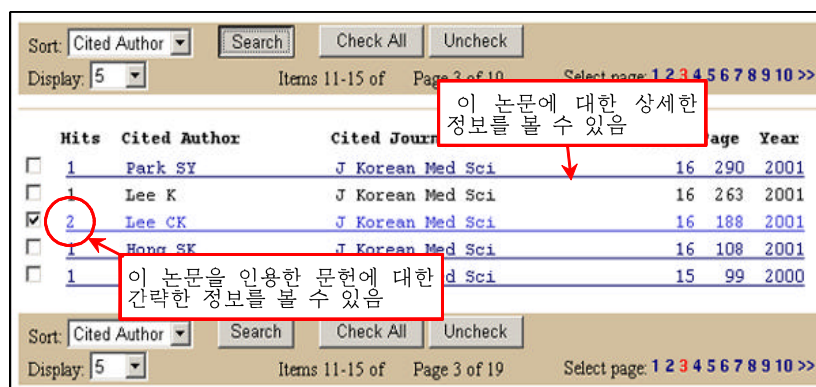 Sort: Cited Author Search Check All Uncheck
Display: 5 Items 11-15 of Page 3 of 19 Select page: 1 2 3 4 5 6 7 8 9 10 >>
이 논문에 대한 상세한
정보를 볼 수 있음
Hits Cited Author Cited Journ age Year
1 Park SY J Korean Med Sci 16 290 2001
1 Lee K J Korean Med Sci 16 263 2001
2 Lee CK J Korean Med Sci 16 188 2001
1 Hong SK J Korean Med Sci 16 108 2001
1 d Sci 15 99 2000
이 논문을 인용한 문헌에 대한
간략한 정보를 볼 수 있음
Sort: Cited Author Search Check All Uncheck
Display: 5 Items 11-15 of Page 3 of 19 Select page: 1 2 3 4 5 6 7 8 9 10 >>